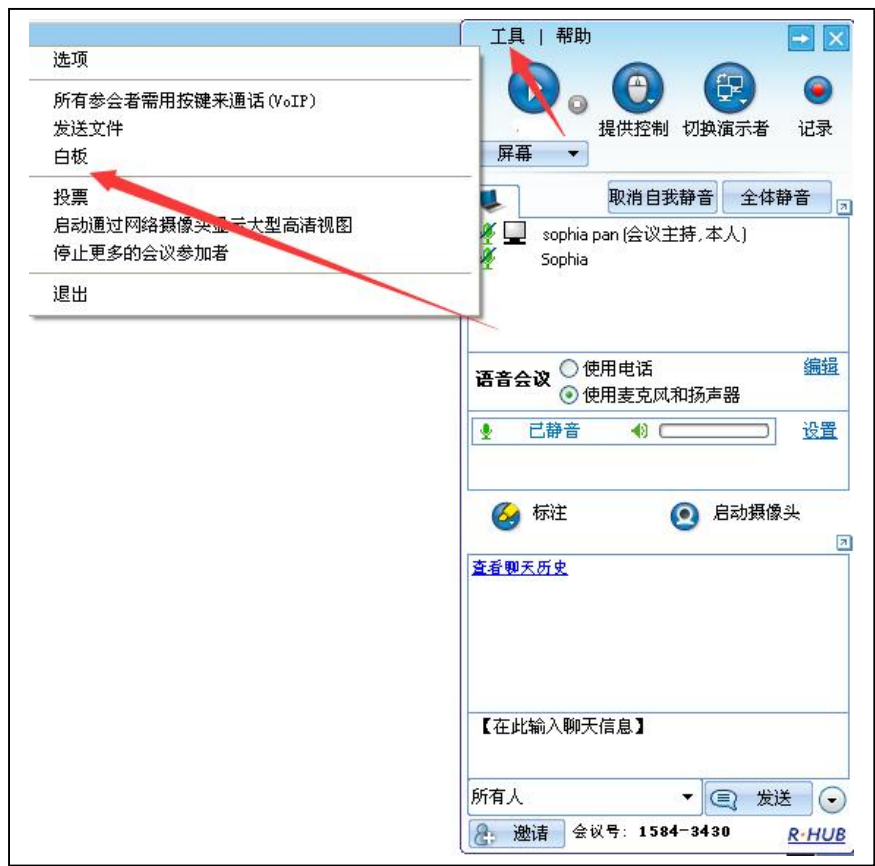 工具 | 帮助
选项
所有参会者需用按键来通话(VoIP)
发送文件
白板
投票
启动通过网络摄像头显示大型高清视图
停止更多的会议参加者
退出
提供控制 切换演示者 记录
屏幕
取消自我静音 全体静音
sophia pan (会议主持,本人)
Sophia
语音会议
使用电话
编辑
使用麦克风和扬声器
已静音
设置
标注
启动摄像头
查看聊天历史
【在此输入聊天信息】
所有人
发送
邀请 会议号: 1584-3430
R·HUB